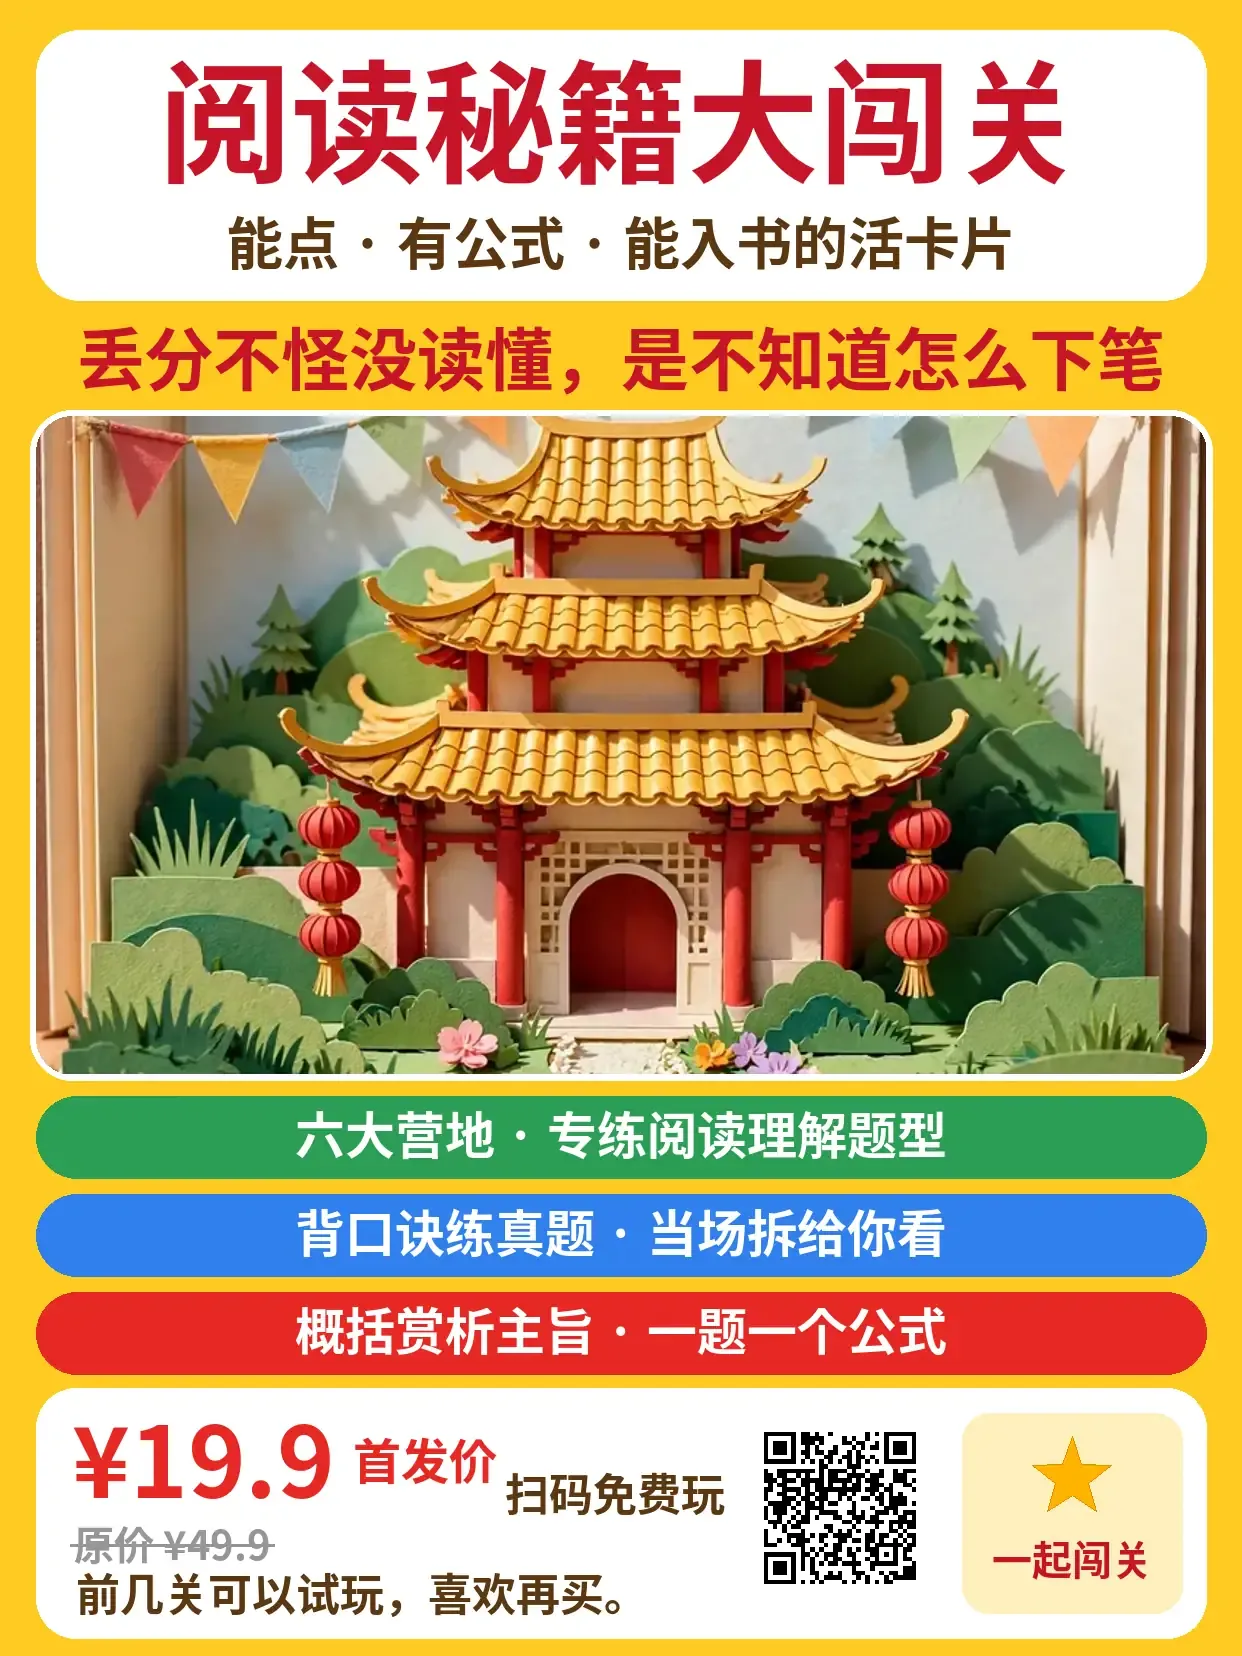 阅读秘籍大闯关
能点 · 有公式 · 能入书的活卡片
丢分不怪没读懂，是不知道怎么下笔
六大营地 · 专练阅读理解题型
背口诀练真题 · 当场拆给你看
概括赏析主旨 · 一题一个公式
¥19.9 首发价
扫码免费玩
原价 ¥49.9
前几关可以试玩，喜欢再买。
一起闯关